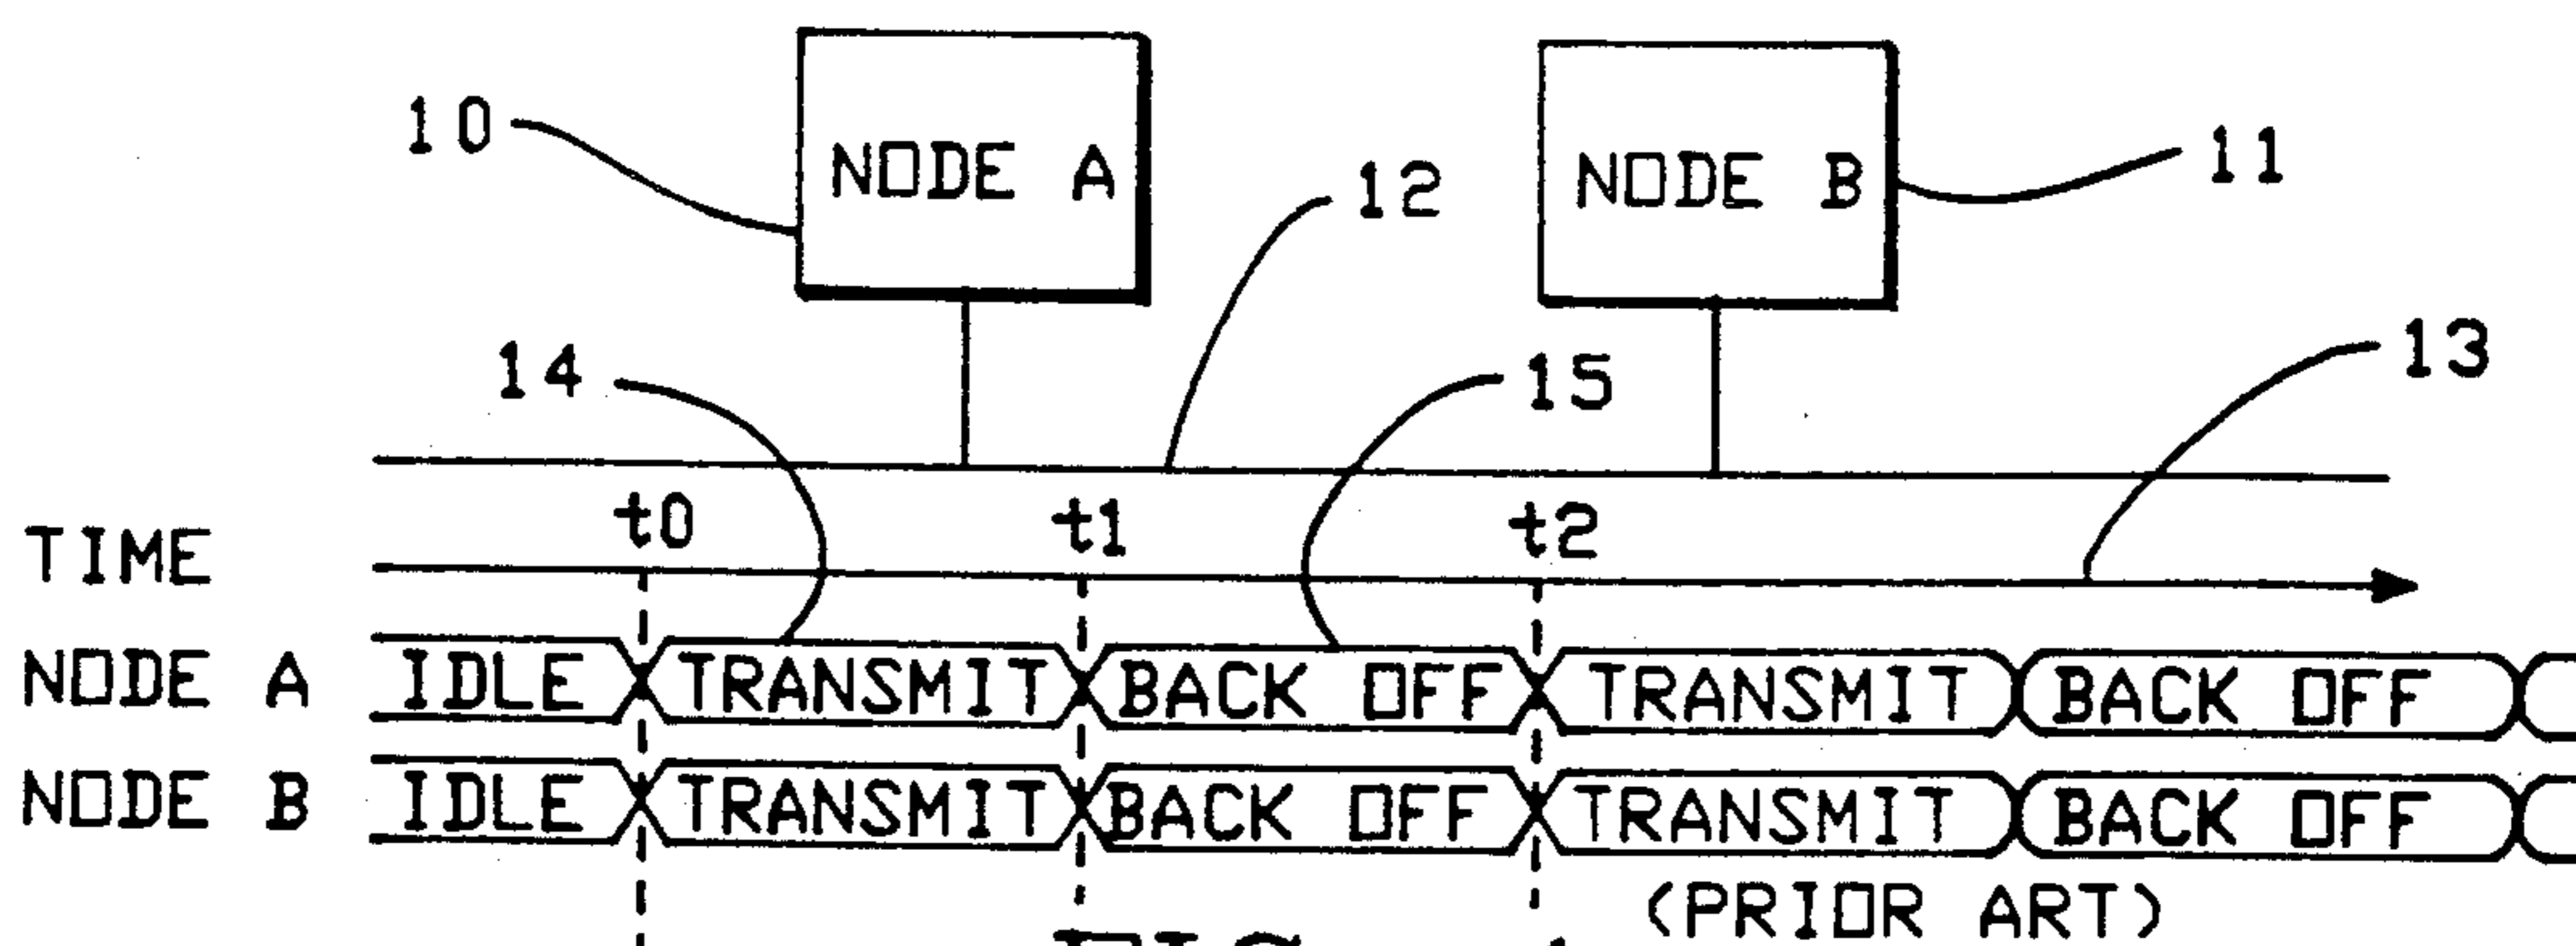 10
NODE A
12
NODE B
11
14
15
13
t0 t1 t2
TIME
NODE A IDLE TRANSMIT BACK OFF TRANSMIT BACK OFF
NODE B IDLE TRANSMIT BACK OFF TRANSMIT BACK OFF
(PRIOR ART)